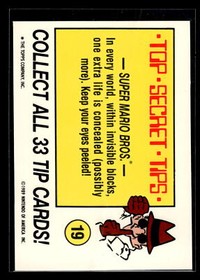 TOP·SECRET·TIPS·
— SUPER MARIO BROS. —
In every world, within invisible blocks,
one extra life is concealed (possibly
more). Keep your eyes peeled!
19
COLLECT ALL 33 TIP CARDS!
* THE TOPPS COMPANY, INC.
©1989 NINTENDO OF AMERICA INC.